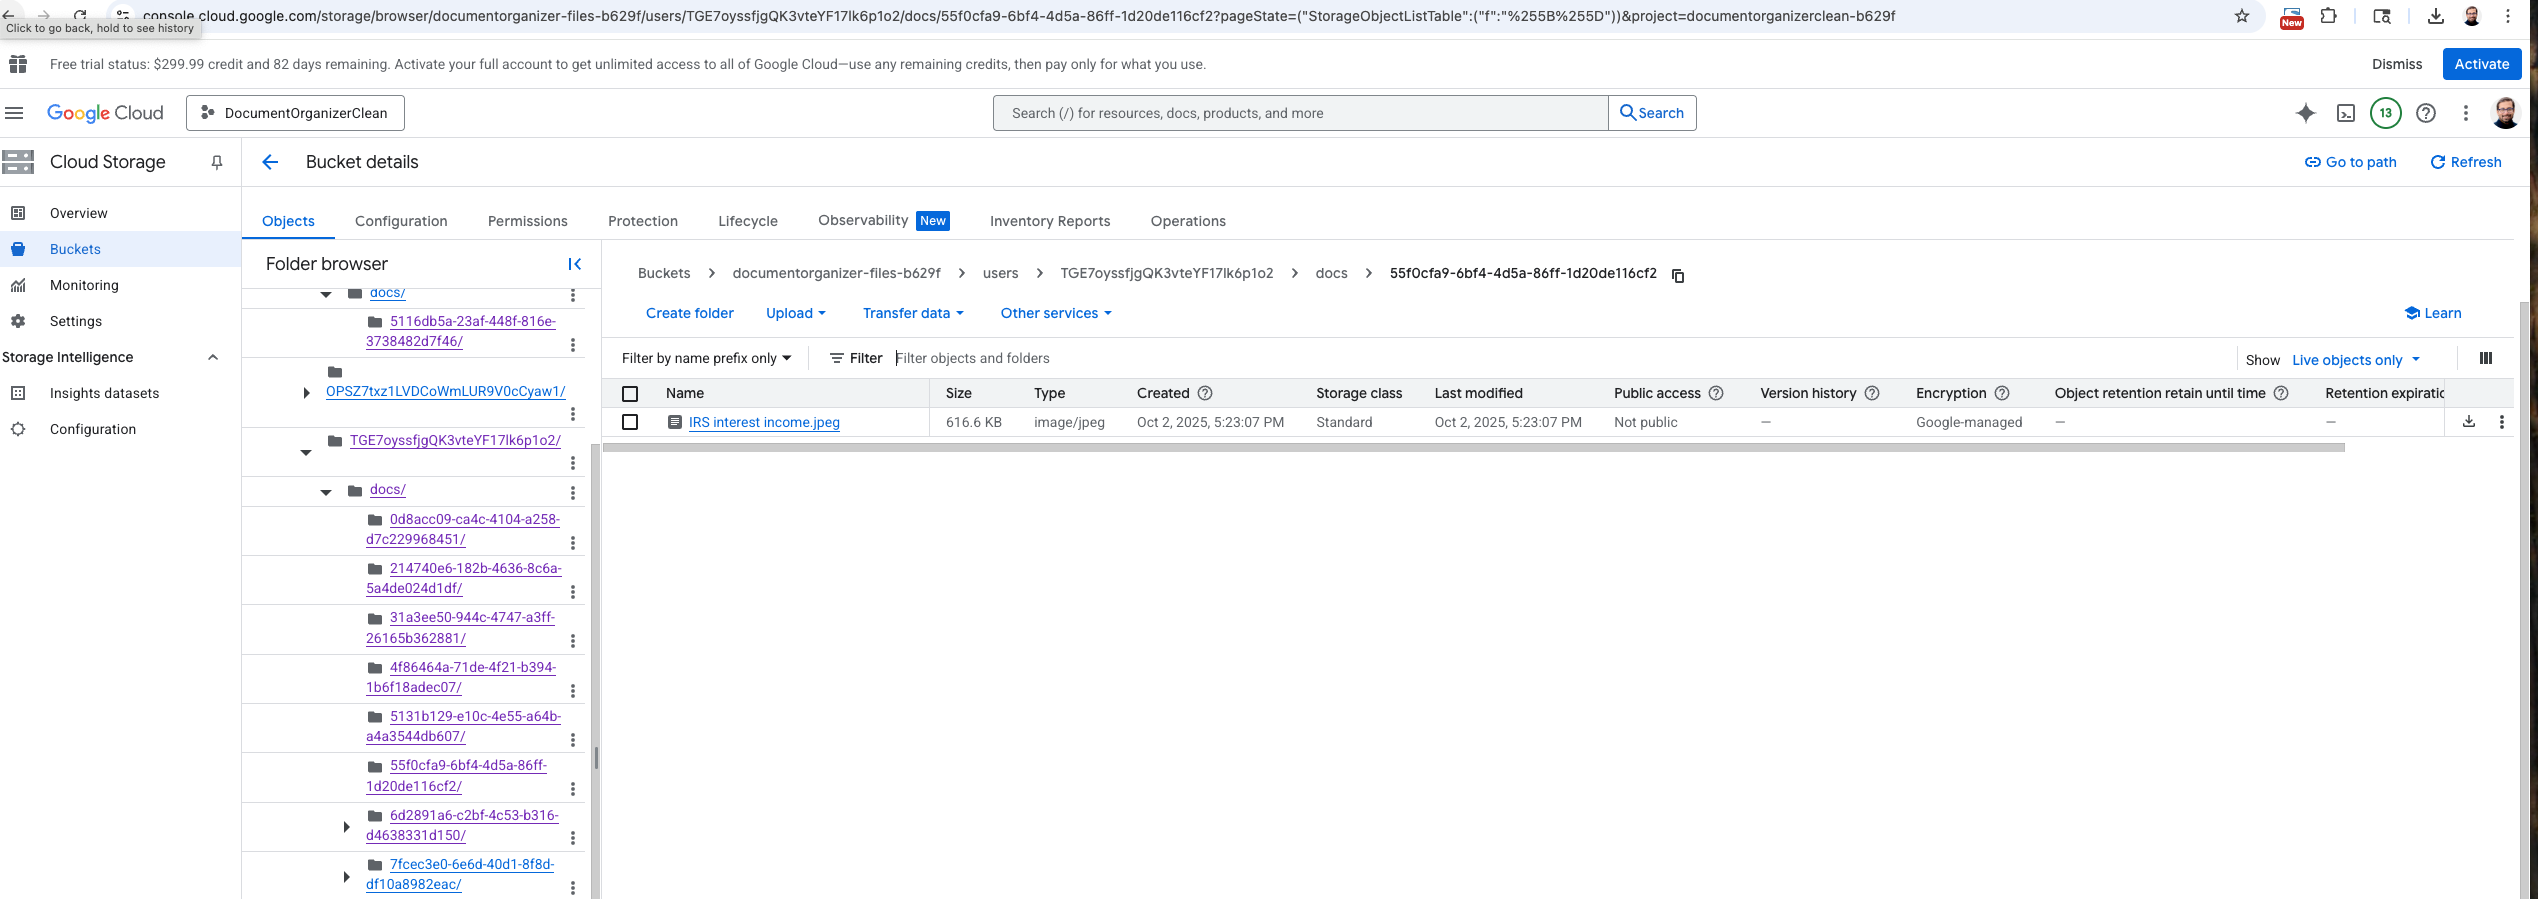 console.cloud.google.com/storage/browser/documentorganizer-files-b629f/users/TGE7oyssfjgQK3vteYF17lk6p1o2/docs/55f0cfa9-6bf4-4d5a-86ff-1d20de116cf2?pageState=("StorageObjectListTable":("f":"%255B%255D"))&project=documentorganizerclean-b629f
New
Click to go back, hold to see history
Free trial status: $299.99 credit and 82 days remaining. Activate your full account to get unlimited access to all of Google Cloud—use any remaining credits, then pay only for what you use.
Dismiss
Activate
Google Cloud
DocumentOrganizerClean
Search (/) for resources, docs, products, and more
Search
13
Cloud Storage
Bucket details
Go to path
Refresh
Overview
Buckets
Monitoring
Settings
Storage Intelligence
Insights datasets
Configuration
Objects Configuration Permissions Protection Lifecycle Observability New Inventory Reports Operations
Folder browser
docs/
5116db5a-23af-448f-816e-
3738482d7f46/
OPSZ7txz1LVDCoWmLUR9V0cCyaw1/
TGE7oyssfjgQK3vteYF17lk6p1o2/
docs/
0d8acc09-ca4c-4104-a258-
d7c229968451/
214740e6-182b-4636-8c6a-
5a4de024d1df/
31a3ee50-944c-4747-a3ff-
26165b362881/
4f86464a-71de-4f21-b394-
1b6f18adec07/
5131b129-e10c-4e55-a64b-
a4a3544db607/
55f0cfa9-6bf4-4d5a-86ff-
1d20de116cf2/
6d2891a6-c2bf-4c53-b316-
d4638331d150/
7fcec3e0-6e6d-40d1-8f8d-
df10a8982eac/
Buckets > documentorganizer-files-b629f > users > TGE7oyssfjgQK3vteYF17lk6p1o2 > docs > 55f0cfa9-6bf4-4d5a-86ff-1d20de116cf2
Create folder Upload Transfer data Other services Learn
Filter by name prefix only Filter Filter objects and folders Show Live objects only
Name Size Type Created Storage class Last modified Public access Version history Encryption Object retention retain until time Retention expiratio
IRS interest income.jpeg 616.6 KB image/jpeg Oct 2, 2025, 5:23:07 PM Standard Oct 2, 2025, 5:23:07 PM Not public — Google-managed — —